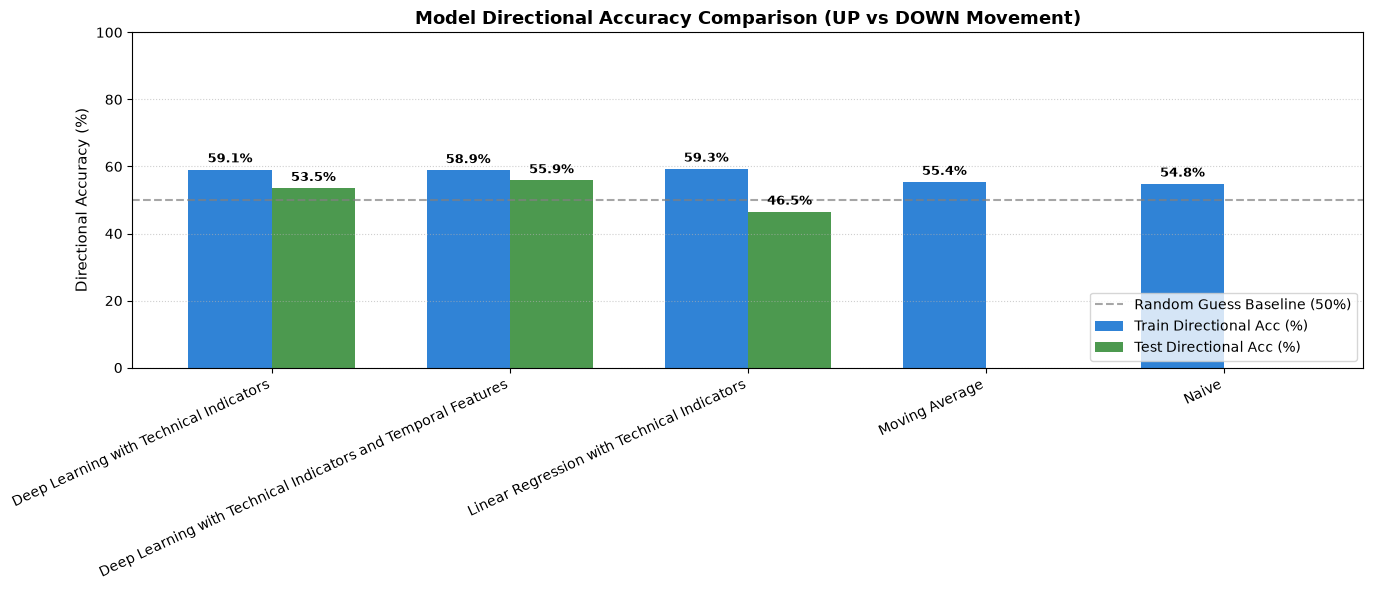 Model Directional Accuracy Comparison (UP vs DOWN Movement)
Directional Accuracy (%)
100
80
60
40
20
0
59.1%
53.5%
58.9%
55.9%
59.3%
46.5%
55.4%
54.8%
Random Guess Baseline (50%)
Train Directional Acc (%)
Test Directional Acc (%)
Deep Learning with Technical Indicators
Deep Learning with Technical Indicators and Temporal Features
Linear Regression with Technical Indicators
Moving Average
Naive